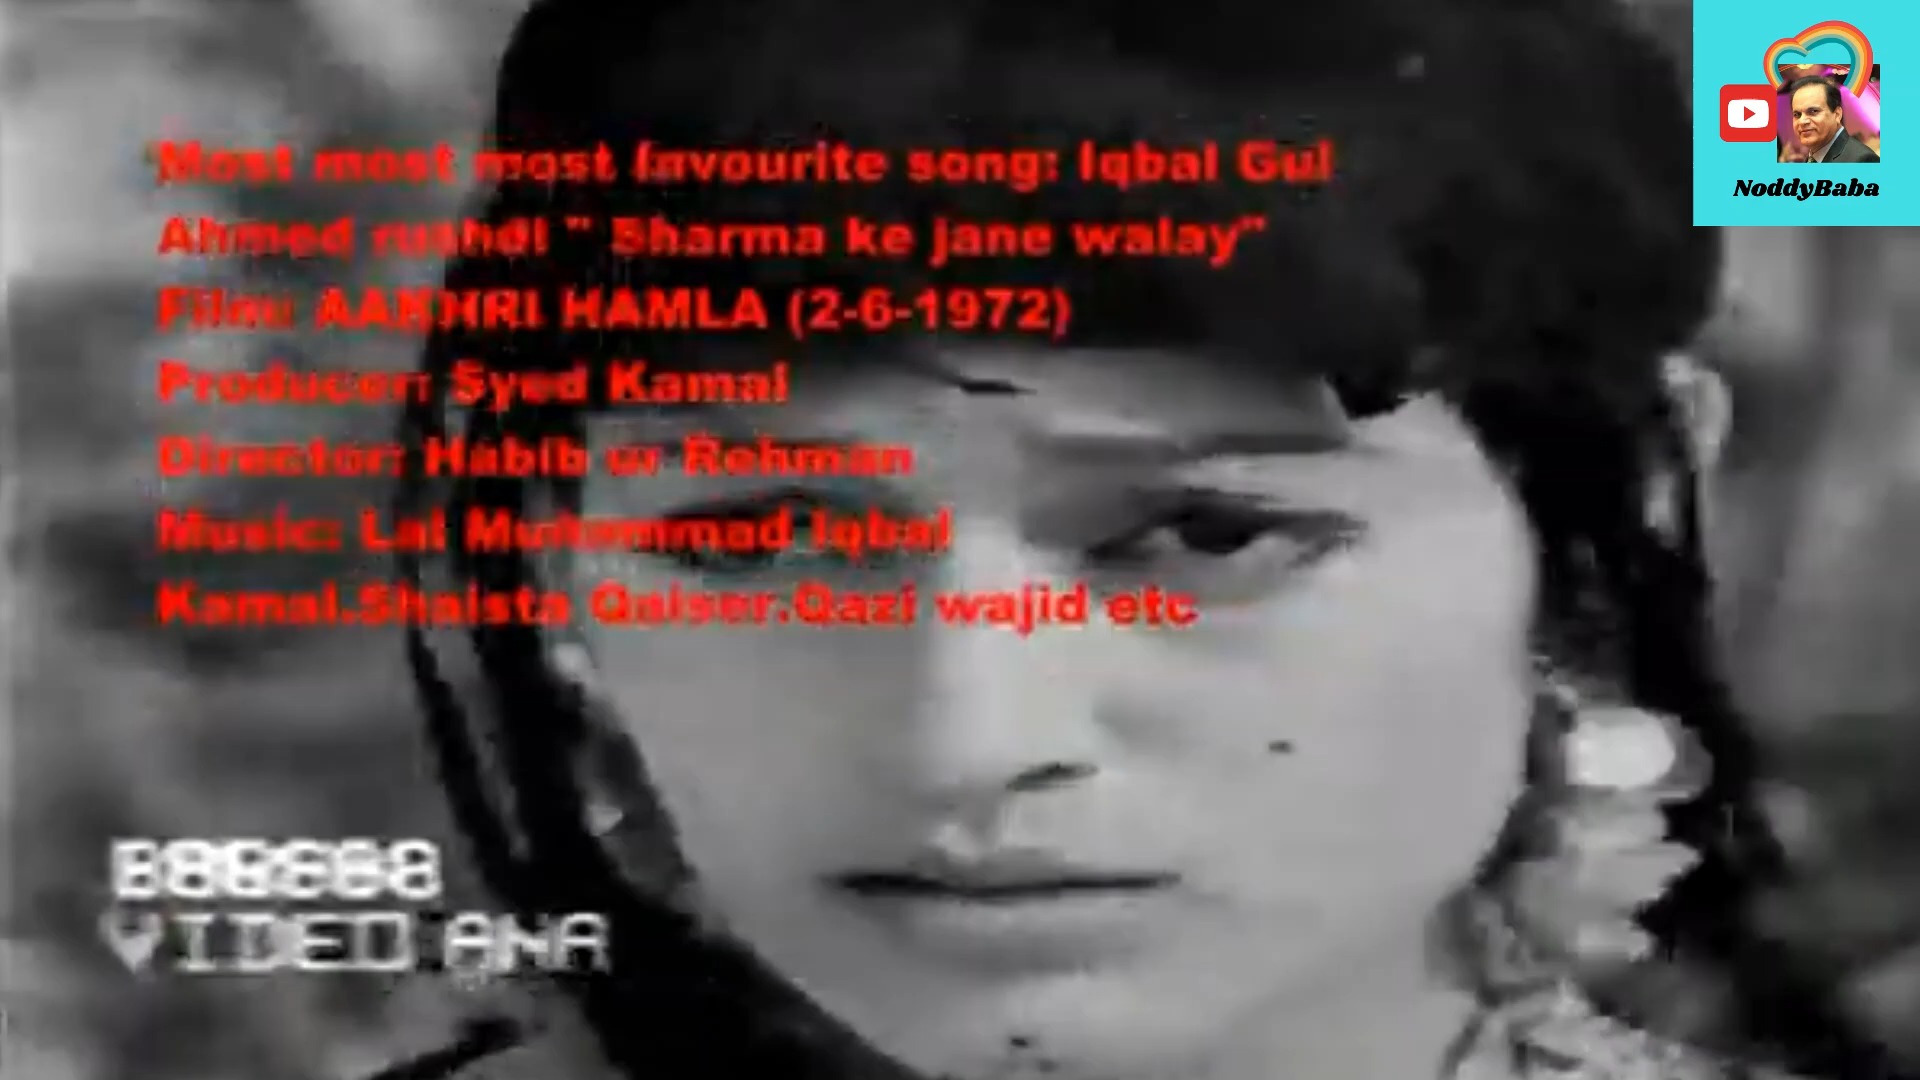 Most most most favourite song: Iqbal Gul
Ahmed rushdi " Sharma ke jane walay"
Film: AAKHRI HAMLA (2-6-1972)
Producer: Syed Kamal
Director: Habib ur Rehman
Music: Lal Muhammad Iqbal
Kamal.Shaista Qaiser.Qazi wajid etc
NoddyBaba
VIDEO ANA